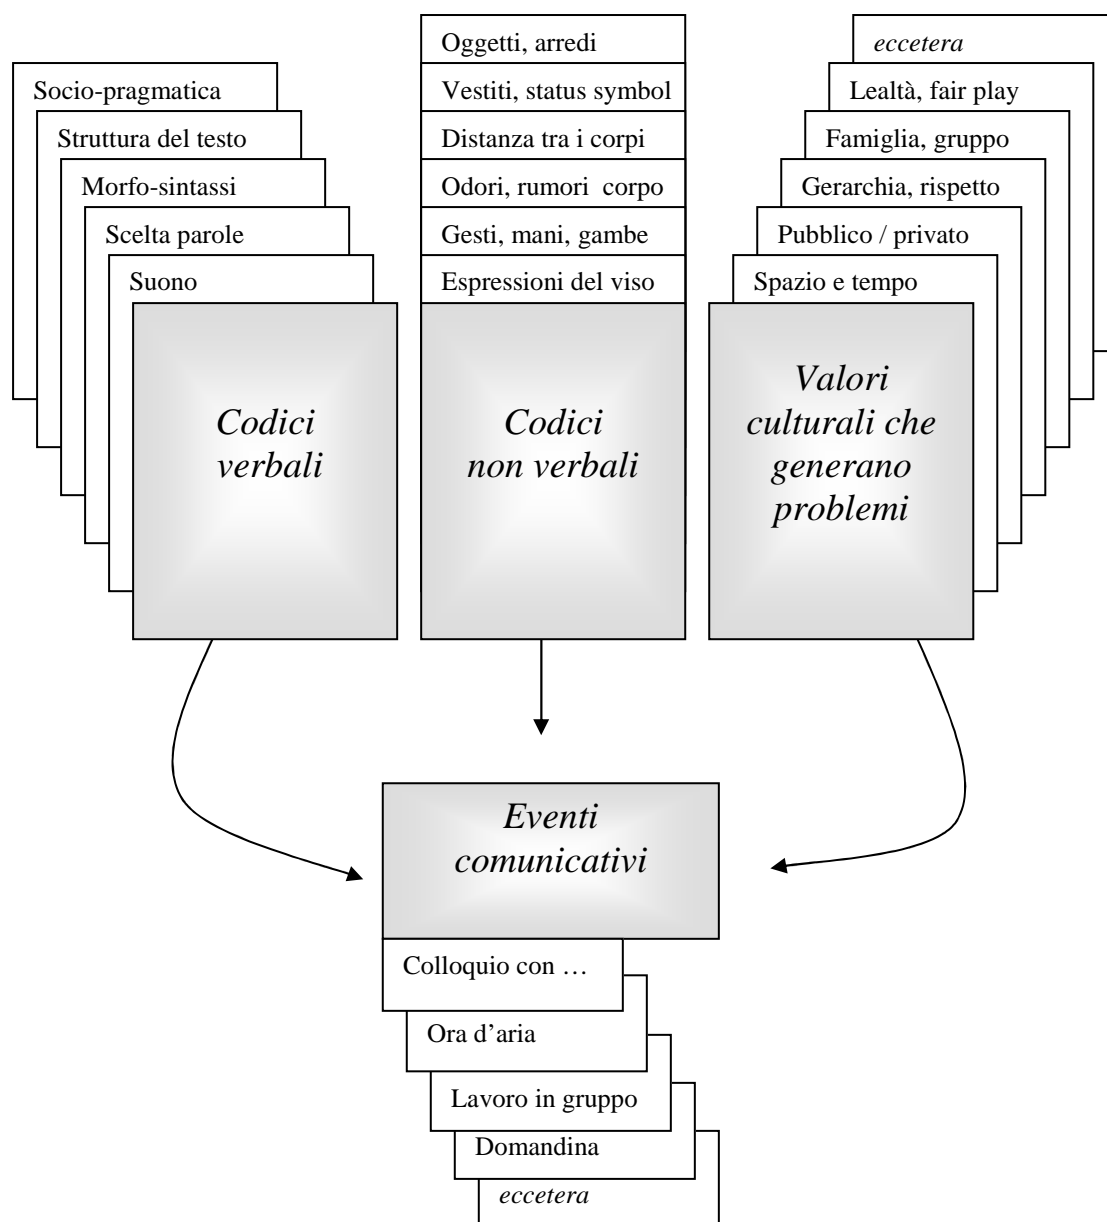 Socio-pragmatica
Struttura del testo
Morfo-sintassi
Scelta parole
Suono
Codici
verbali
Oggetti, arredi
Vestiti, status symbol
Distanza tra i corpi
Odori, rumori  corpo
Gesti, mani, gambe
Espressioni del viso
Codici
non verbali
eccetera
Lealtà, fair play
Famiglia, gruppo
Gerarchia, rispetto
Pubblico / privato
Spazio e tempo
Valori
culturali che
generano
problemi
Eventi
comunicativi
Colloquio con …
Ora d’aria
Lavoro in gruppo
Domandina
eccetera